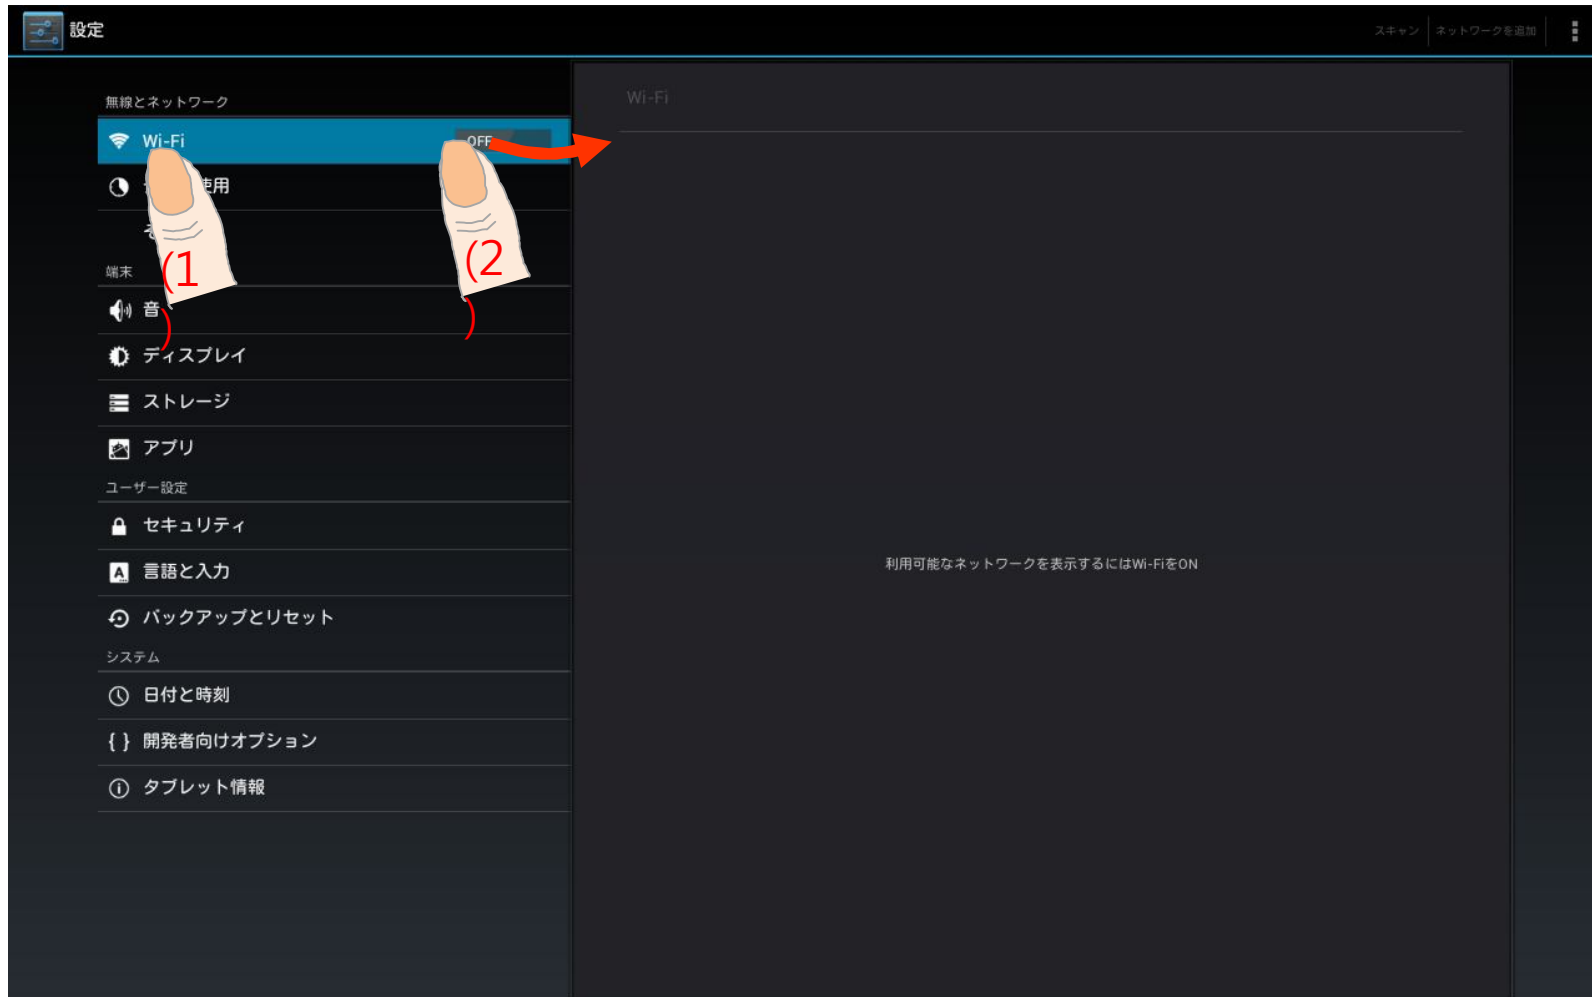 設定
スキャン
ネットワークを追加
無線とネットワーク
Wi-Fi
OFF
使用
(1
)
(2
)
端末
音
ディスプレイ
ストレージ
アプリ
ユーザー設定
セキュリティ
言語と入力
バックアップとリセット
システム
日付と時刻
{ } 開発者向けオプション
タブレット情報
Wi-Fi
利用可能なネットワークを表示するにはWi-FiをON